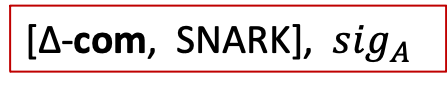 [Δ-com, SNARK], sig_A